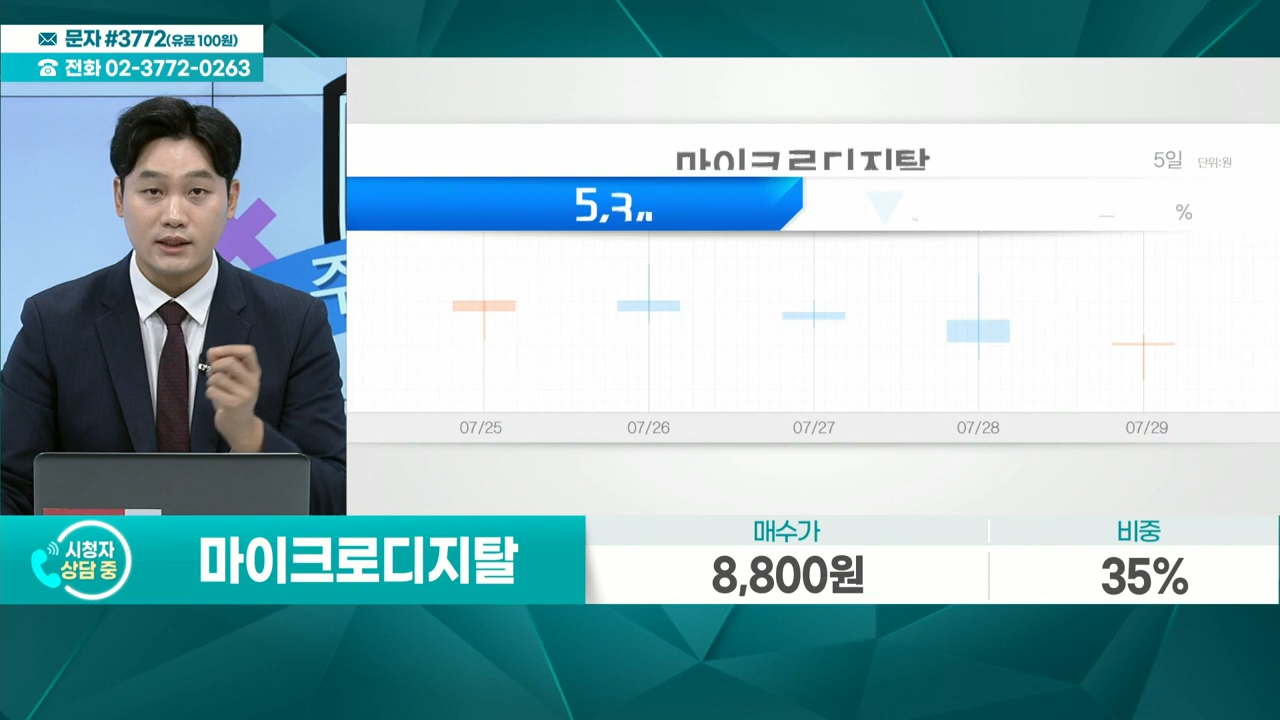 문자 #3772(유료 100원)
전화 02-3772-0263
마이크로디지탈
5일 단위:원
%
07/25 07/26 07/27 07/28 07/29
시청자
상담 중
마이크로디지탈
매수가 비중
8,800원 35%